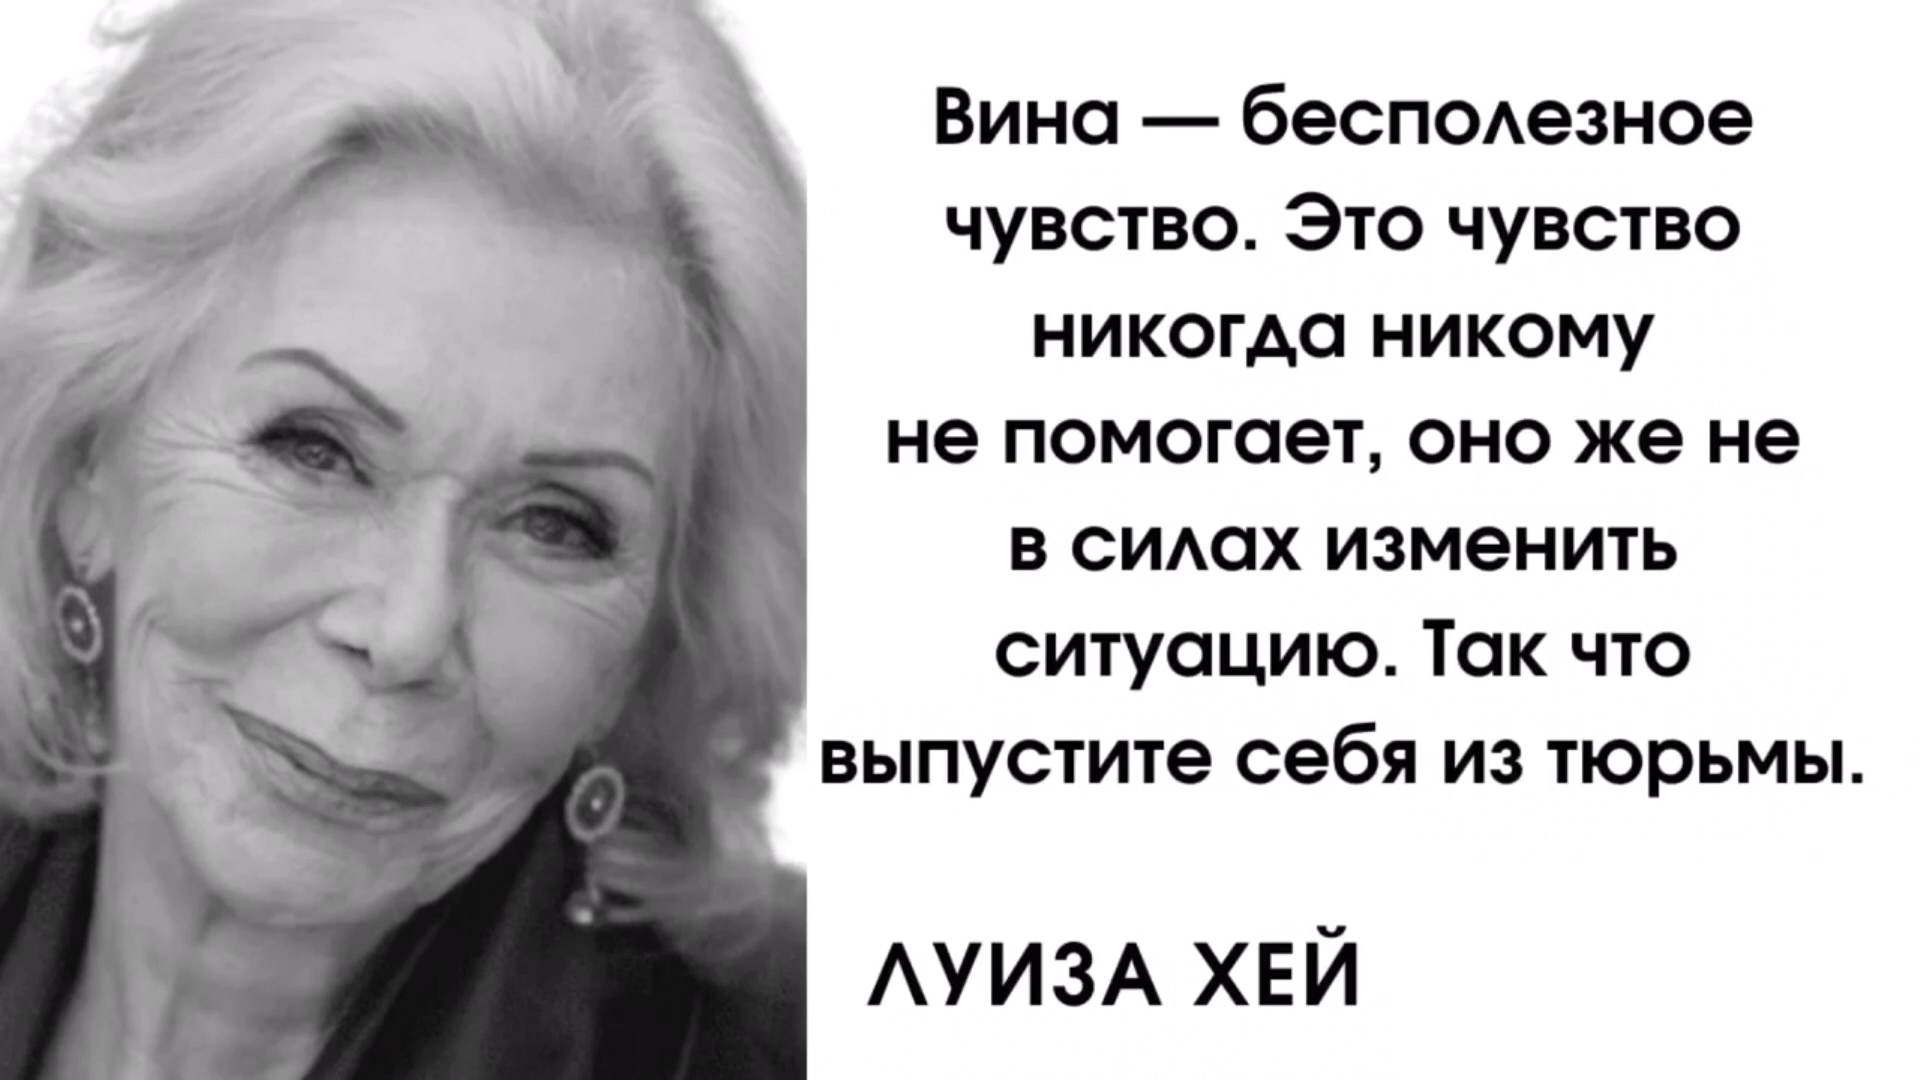 Вина — бесполезное
чувство. Это чувство
никогда никому
не помогает, оно же не
в силах изменить
ситуацию. Так что
выпустите себя из тюрьмы.
ЛУИЗА ХЕЙ